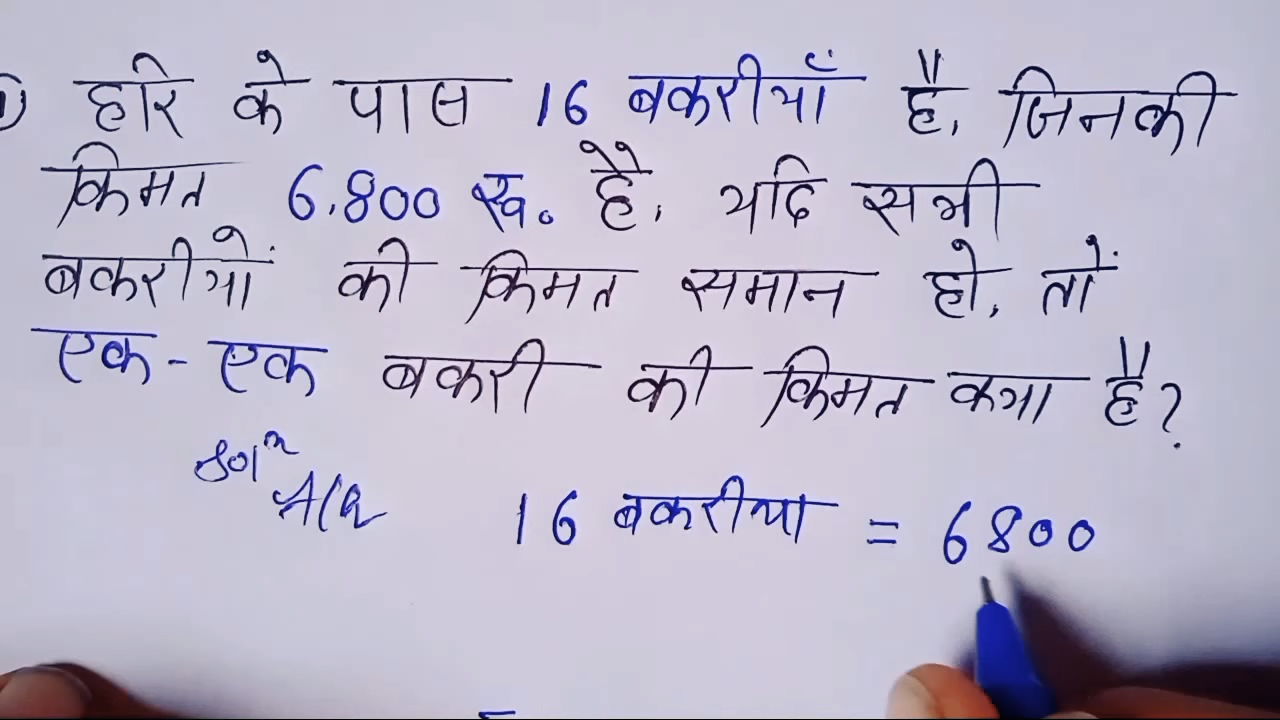 1) हरि के पास 16 बकरीयाँ है, जिनकी
किमत 6,800 रू. है, यदि सभी
बकरीयों की किमत समान हो, तों
एक-एक बकरी की किमत क्या है?
solⁿ
A/Q 16 बकरीया = 6800